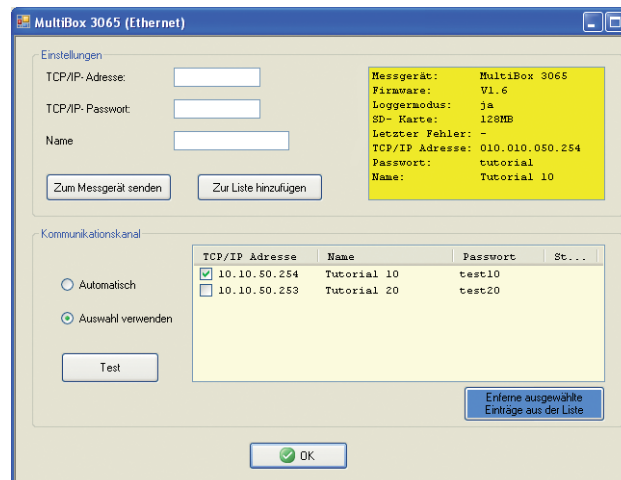 MultiBox 3065 (Ethernet)
Einstellungen
TCP/IP- Adresse:
TCP/IP- Passwort:
Name
Zum Messgerät senden
Zur Liste hinzufügen
Messgerät: MultiBox 3065
Firmware: V1.6
Loggermodus: ja
SD- Karte: 128MB
Letzter Fehler: -
TCP/IP Adresse: 010.010.050.254
Passwort: tutorial
Name: Tutorial 10
Kommunikationskanal
Automatisch
Auswahl verwenden
Test
TCP/IP Adresse Name Passwort St...
10.10.50.254 Tutorial 10 test10
10.10.50.253 Tutorial 20 test20
Enferne ausgewählte
Einträge aus der Liste
OK